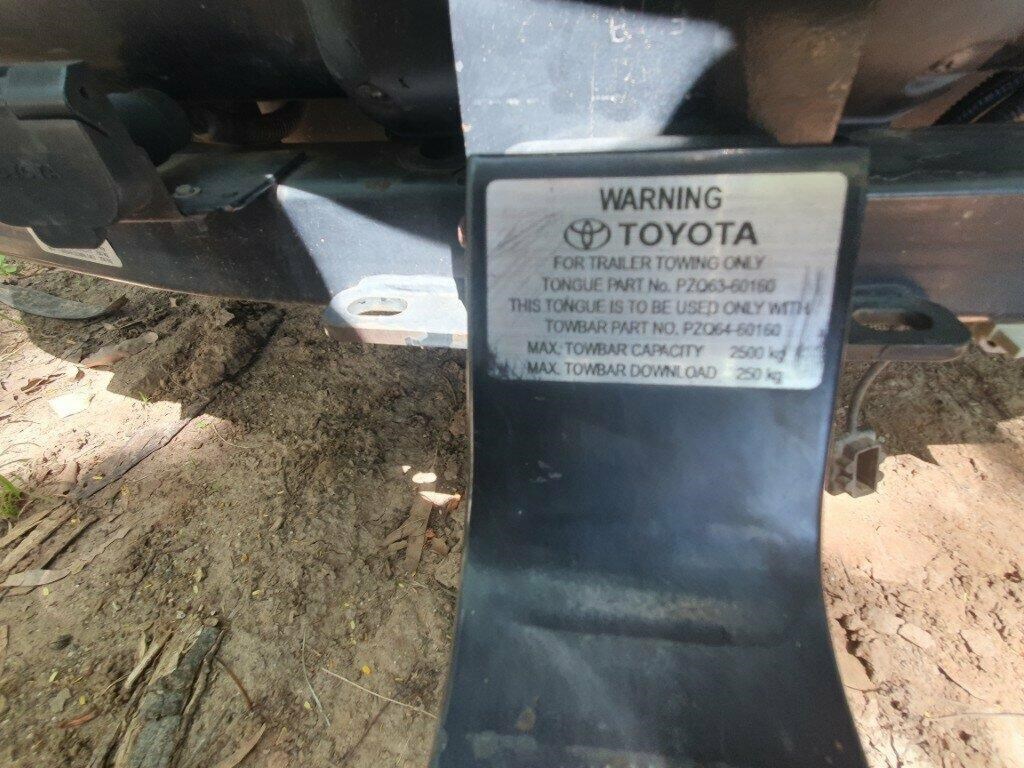 WARNING
TOYOTA
FOR TRAILER TOWING ONLY
TONGUE PART No. PZQ63-60160
THIS TONGUE IS TO BE USED ONLY WITH
TOWBAR PART NO. PZQ64-60160
MAX. TOWBAR CAPACITY 2500 kg
MAX. TOWBAR DOWNLOAD 250 kg